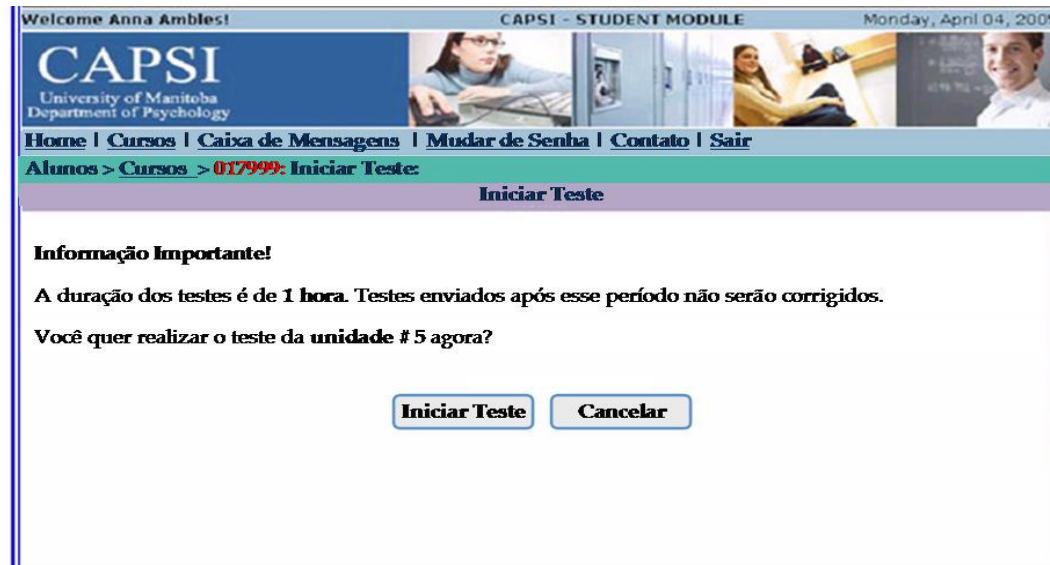 Welcome Anna Ambles!
CAPSI - STUDENT MODULE
Monday, April 04, 200
CAPSI
University of Manitoba
Department of Psychology
Home | Cursos | Caixa de Mensagens | Mudar de Senha | Contato | Sair
Alunos > Cursos > 017999: Iniciar Teste:
Iniciar Teste
Informação Importante!
A duração dos testes é de 1 hora. Testes enviados após esse período não serão corrigidos.
Você quer realizar o teste da unidade # 5 agora?
Iniciar Teste
Cancelar